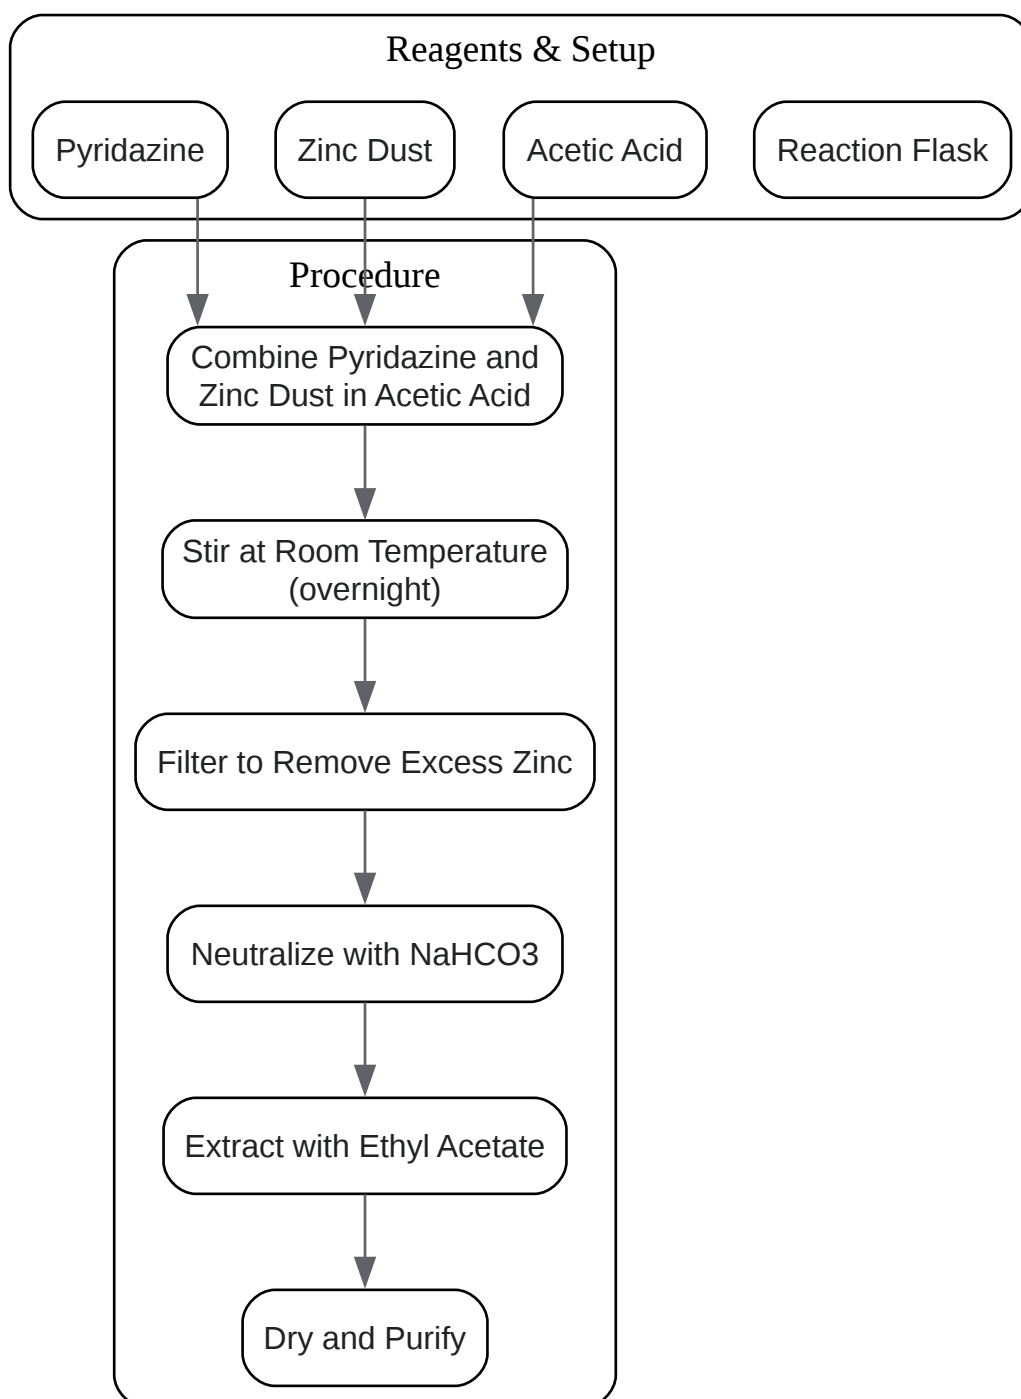 Reagents & Setup
Pyridazine
Zinc Dust
Acetic Acid
Reaction Flask
Procedure
Combine Pyridazine and
Zinc Dust in Acetic Acid
Stir at Room Temperature
(overnight)
Filter to Remove Excess Zinc
Neutralize with NaHCO3
Extract with Ethyl Acetate
Dry and Purify